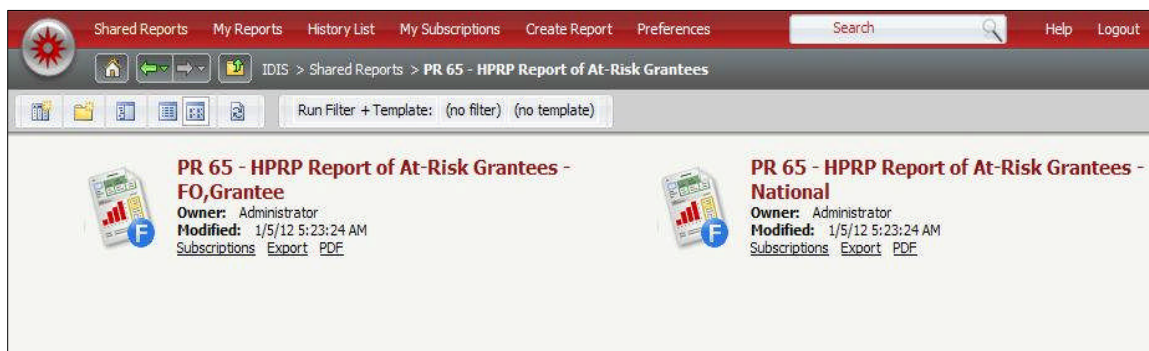 Shared Reports My Reports History List My Subscriptions Create Report Preferences Search Help Logout
IDIS > Shared Reports > PR 65 - HPRP Report of At-Risk Grantees
Run Filter + Template: (no filter) (no template)
PR 65 - HPRP Report of At-Risk Grantees -
FO,Grantee
Owner: Administrator
Modified: 1/5/12 5:23:24 AM
Subscriptions Export PDF
F
PR 65 - HPRP Report of At-Risk Grantees -
National
Owner: Administrator
Modified: 1/5/12 5:23:24 AM
Subscriptions Export PDF
F